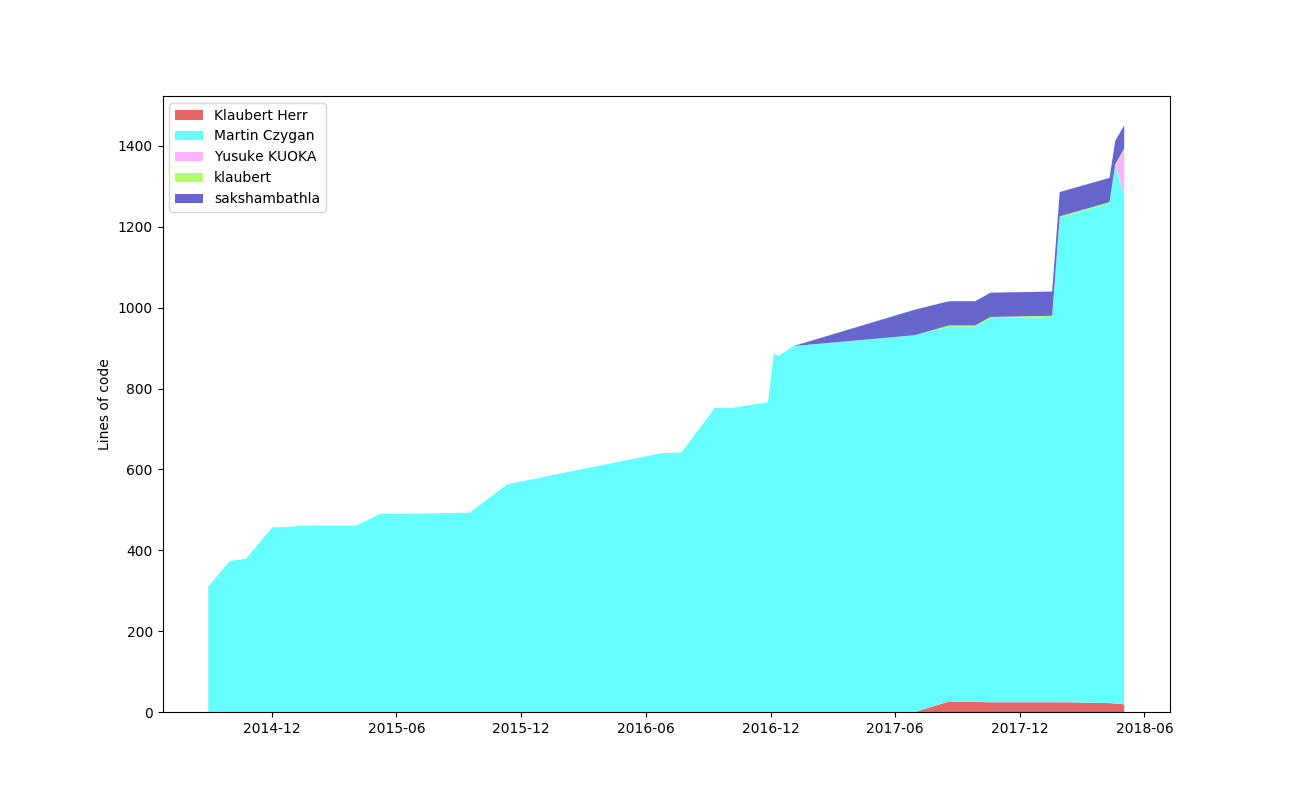 Klaubert Herr
Martin Czygan
Yusuke KUOKA
klaubert
sakshambathla
Lines of code
1400
1200
1000
800
600
400
200
0
2014-12 2015-06 2015-12 2016-06 2016-12 2017-06 2017-12 2018-06